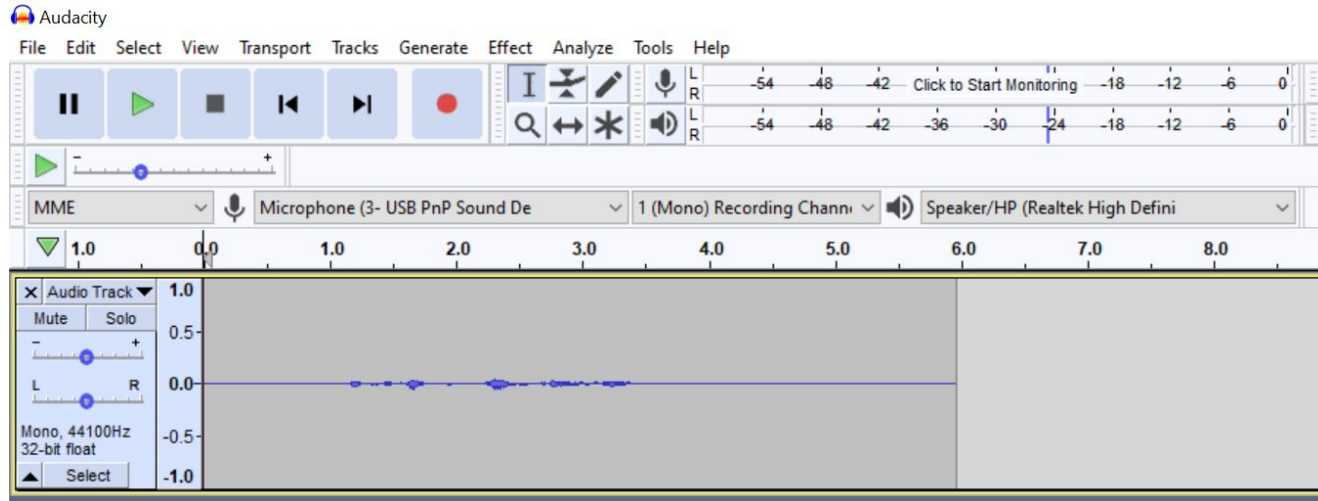 Audacity
File Edit Select View Transport Tracks Generate Effect Analyze Tools Help
L R -54 -48 -42 Click to Start Monitoring -18 -12 -6 0
L R -54 -48 -42 -36 -30 -24 -18 -12 -6 0
- +
MME Microphone (3- USB PnP Sound De 1 (Mono) Recording Chann Speaker/HP (Realtek High Defini
1.0 0.0 1.0 2.0 3.0 4.0 5.0 6.0 7.0 8.0
X Audio Track 1.0
Mute Solo
0.5
- +
L R 0.0
Mono, 44100Hz
-0.5
32-bit float
Select -1.0